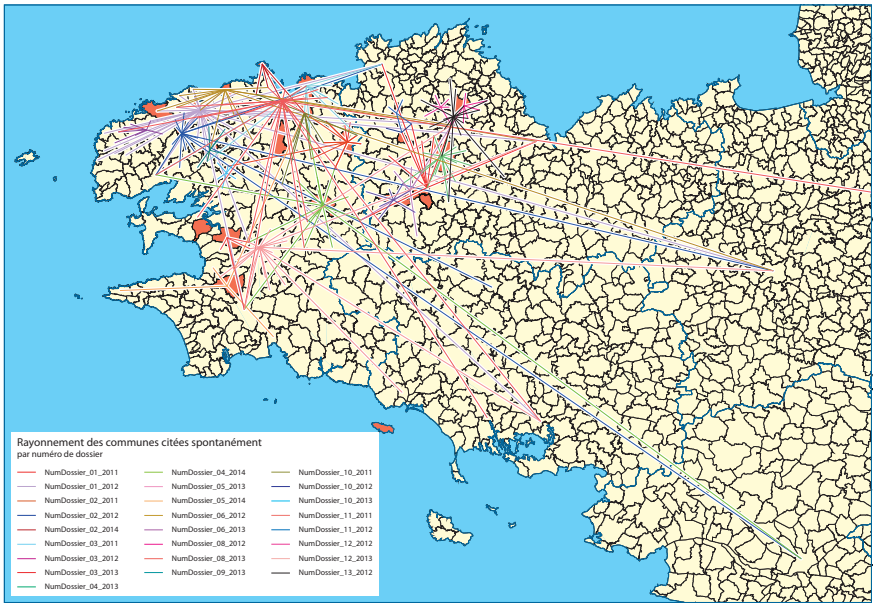 Rayonnement des communes citées spontanément
par numéro de dossier
NumDossier_01_2011
NumDossier_01_2012
NumDossier_02_2011
NumDossier_02_2012
NumDossier_02_2014
NumDossier_03_2011
NumDossier_03_2012
NumDossier_03_2013
NumDossier_04_2013
NumDossier_04_2014
NumDossier_05_2013
NumDossier_05_2014
NumDossier_06_2012
NumDossier_06_2013
NumDossier_08_2012
NumDossier_08_2013
NumDossier_09_2013
NumDossier_10_2011
NumDossier_10_2012
NumDossier_10_2013
NumDossier_11_2011
NumDossier_11_2012
NumDossier_12_2012
NumDossier_12_2013
NumDossier_13_2012